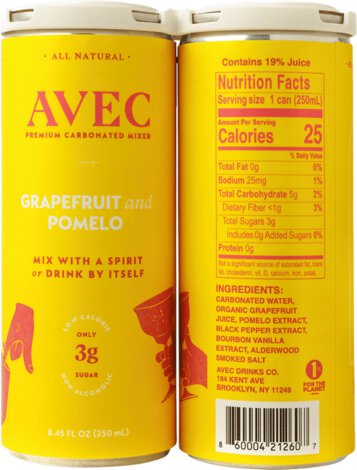 · ALL NATURAL ·
AVEC
PREMIUM CARBONATED MIXER
GRAPEFRUIT and
POMELO
MIX WITH A SPIRIT
or DRINK BY ITSELF
LOW CALORIE
ONLY
3g
SUGAR
NON ALCOHOLIC
8.45 FL OZ (250 mL)
Contains 19% Juice
Nutrition Facts
Serving size 1 can (250mL)
Amount Per Serving
Calories 25
% Daily Value
Total Fat 0g 0%
Sodium 25mg 1%
Total Carbohydrate 5g 2%
Dietary Fiber <1g 3%
Total Sugars 3g
Includes 0g Added Sugars 0%
Protein 0g
Not a significant source of saturated fat, trans
fat, cholesterol, vit. D, calcium, iron, potas.
INGREDIENTS:
CARBONATED WATER,
ORGANIC GRAPEFRUIT
JUICE, POMELO EXTRACT,
BLACK PEPPER EXTRACT,
BOURBON VANILLA
EXTRACT, ALDERWOOD
SMOKED SALT
AVEC DRINKS CO.
184 KENT AVE
BROOKLYN, NY 11249
1%
FOR THE
PLANET
8 60004 21260 7